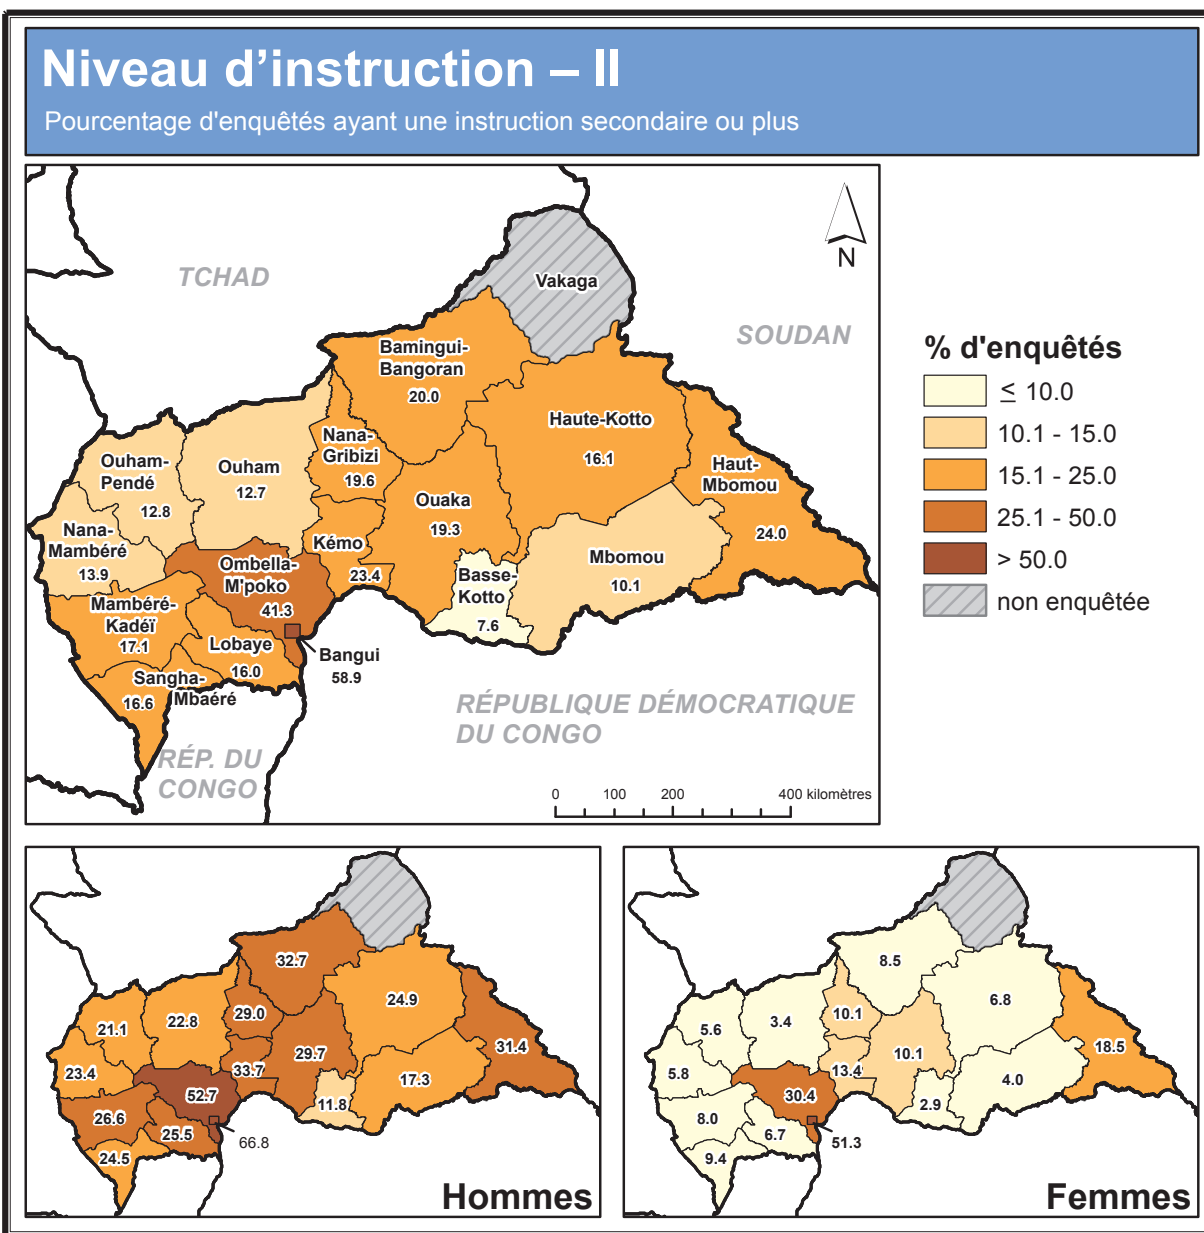 Niveau d'instruction – II
Pourcentage d'enquêtés ayant une instruction secondaire ou plus
TCHAD
SOUDAN
N
Vakaga
Bamingui-
Bangoran
20.0
Haute-Kotto
16.1
Nana-
Gribizi
19.6
Ouham-
Pendé
12.8
Ouham
12.7
Haut-
Mbomou
24.0
Ouaka
19.3
Nana-
Mambéré
13.9
Kémo
23.4
Mbomou
10.1
Ombella-
M'poko
41.3
Basse-
Kotto
7.6
Mambéré-
Kadéï
17.1
Lobaye
16.0
Bangui
58.9
Sangha-
Mbaéré
16.6
RÉPUBLIQUE DÉMOCRATIQUE
DU CONGO
RÉP. DU
CONGO
0 100 200 400 kilomètres
% d'enquêtés
≤ 10.0
10.1 - 15.0
15.1 - 25.0
25.1 - 50.0
> 50.0
non enquêtée
32.7
24.9
29.0
22.8
21.1
31.4
29.7
33.7
23.4
17.3
52.7
11.8
26.6
25.5
66.8
24.5
Hommes
8.5
6.8
10.1
3.4
5.6
18.5
10.1
13.4
5.8
4.0
30.4
2.9
8.0
6.7
51.3
9.4
Femmes